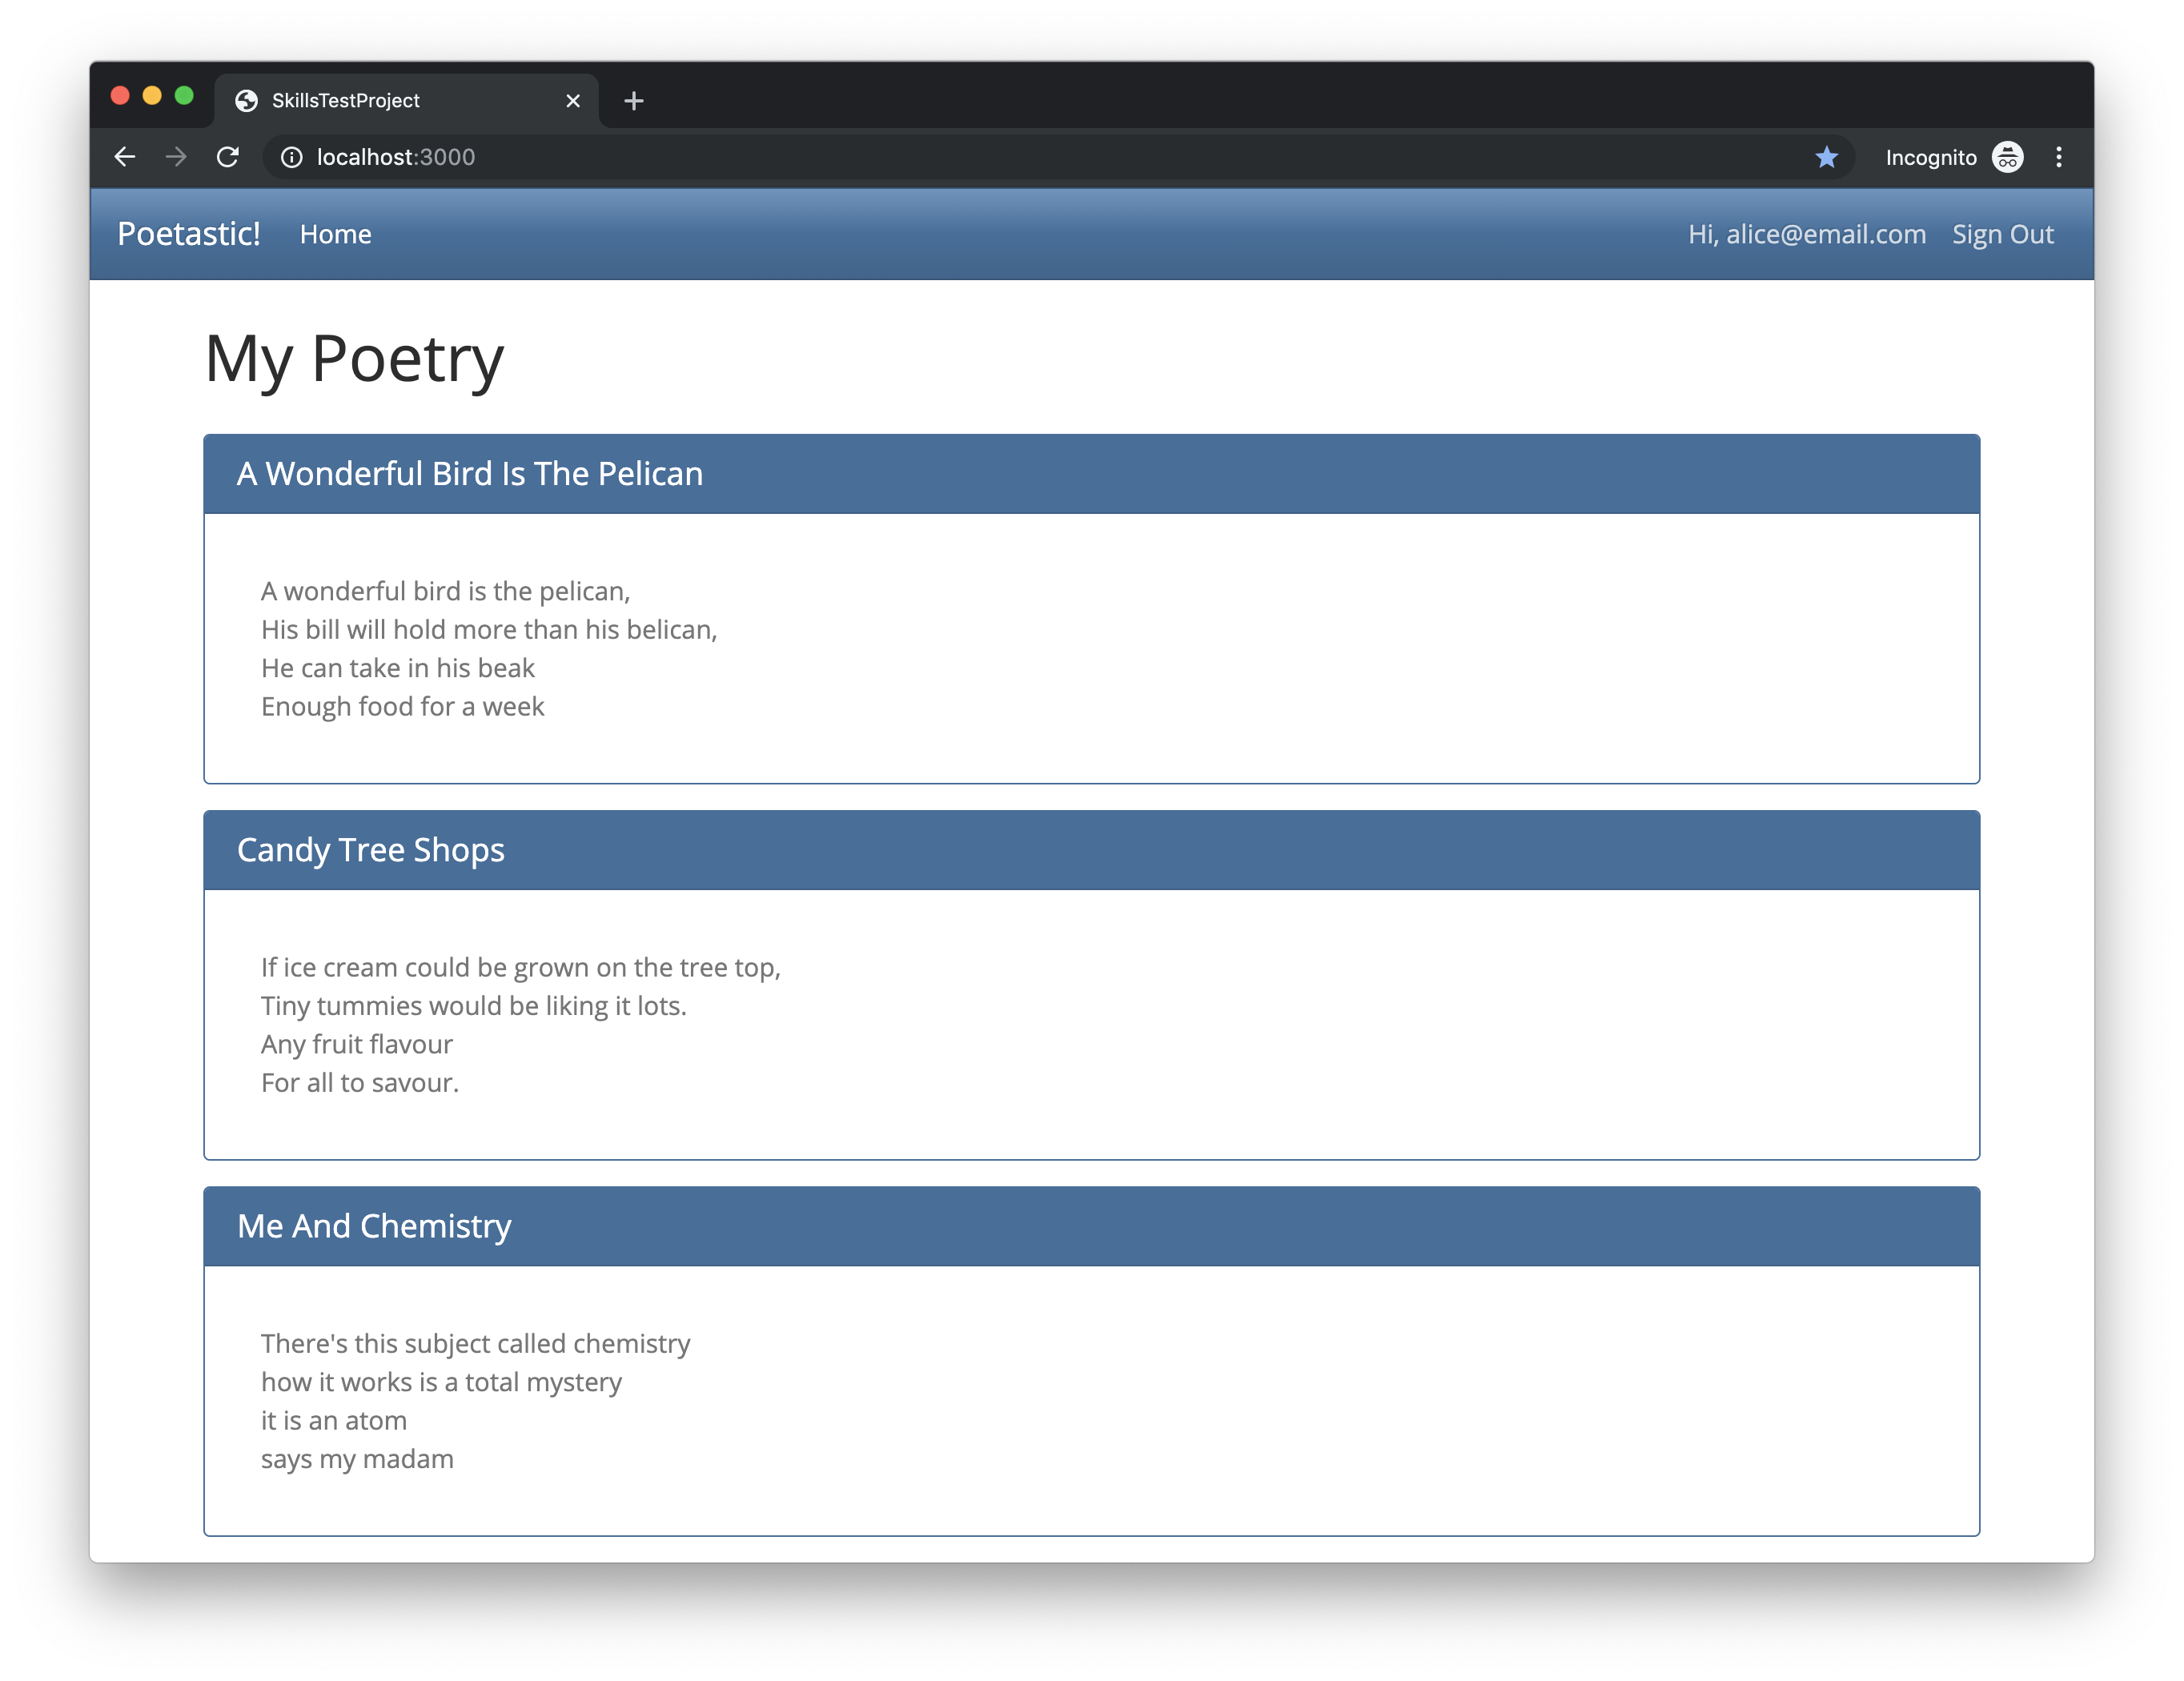 SkillsTestProject
localhost:3000
Incognito
Poetastic! Home Hi, alice@email.com Sign Out
My Poetry
A Wonderful Bird Is The Pelican
A wonderful bird is the pelican,
His bill will hold more than his belican,
He can take in his beak
Enough food for a week
Candy Tree Shops
If ice cream could be grown on the tree top,
Tiny tummies would be liking it lots.
Any fruit flavour
For all to savour.
Me And Chemistry
There's this subject called chemistry
how it works is a total mystery
it is an atom
says my madam